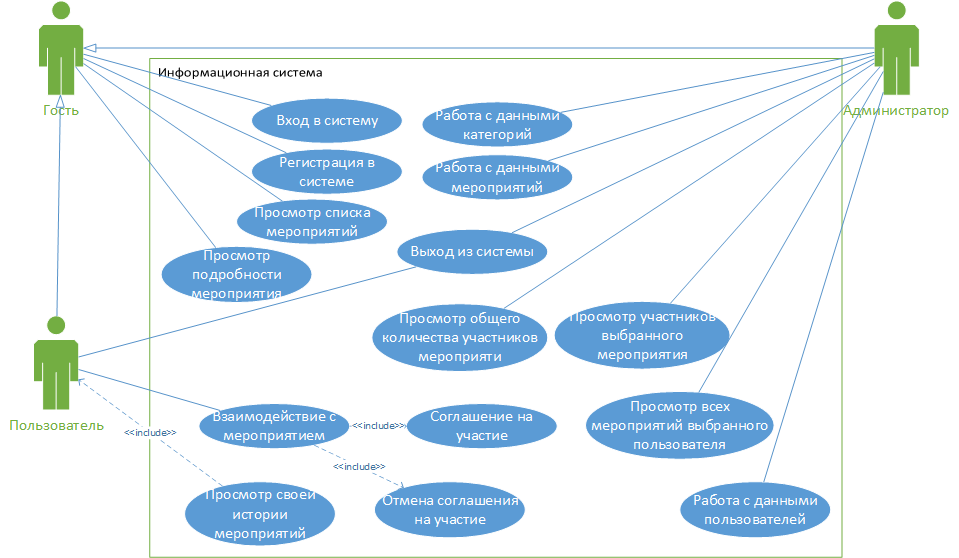 Информационная система
Гость
Администратор
Вход в систему
Работа с данными
категорий
Регистрация в
системе
Работа с данными
мероприятий
Просмотр списка
мероприятий
Выход из системы
Просмотр
подробности
мероприятия
Просмотр общего
количества участников
мероприяти
Просмотр участников
выбранного
мероприятия
Пользователь
Взаимодействие с
мероприятием
<<include>>
Соглашение на
участие
Просмотр всех
мероприятий выбранного
пользователя
<<include>>
<<include>>
Просмотр своей
истории
мероприятий
Отмена соглашения
на участие
Работа с данными
пользователей